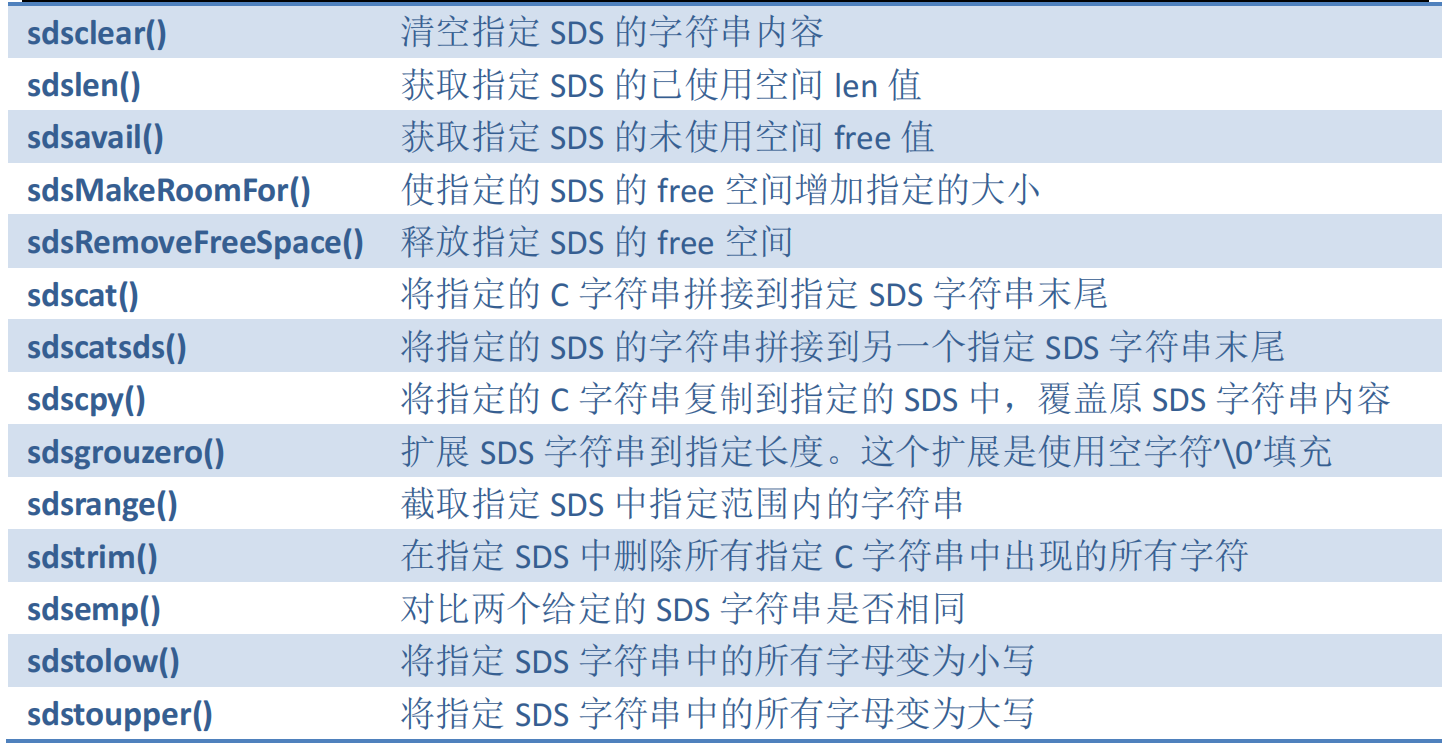 sdsclear() 清空指定 SDS 的字符串内容
sdslen() 获取指定 SDS 的已使用空间 len 值
sdsavail() 获取指定 SDS 的未使用空间 free 值
sdsMakeRoomFor() 使指定的 SDS 的 free 空间增加指定的大小
sdsRemoveFreeSpace() 释放指定 SDS 的 free 空间
sdscat() 将指定的 C 字符串拼接到指定 SDS 字符串末尾
sdscatsds() 将指定的 SDS 的字符串拼接到另一个指定 SDS 字符串末尾
sdscpy() 将指定的 C 字符串复制到指定的 SDS 中，覆盖原 SDS 字符串内容
sdsgrouzero() 扩展 SDS 字符串到指定长度。这个扩展是使用空字符’\0’填充
sdsrange() 截取指定 SDS 中指定范围内的字符串
sdstrim() 在指定 SDS 中删除所有指定 C 字符串中出现的所有字符
sdsemp() 对比两个给定的 SDS 字符串是否相同
sdstolow() 将指定 SDS 字符串中的所有字母变为小写
sdstoupper() 将指定 SDS 字符串中的所有字母变为大写